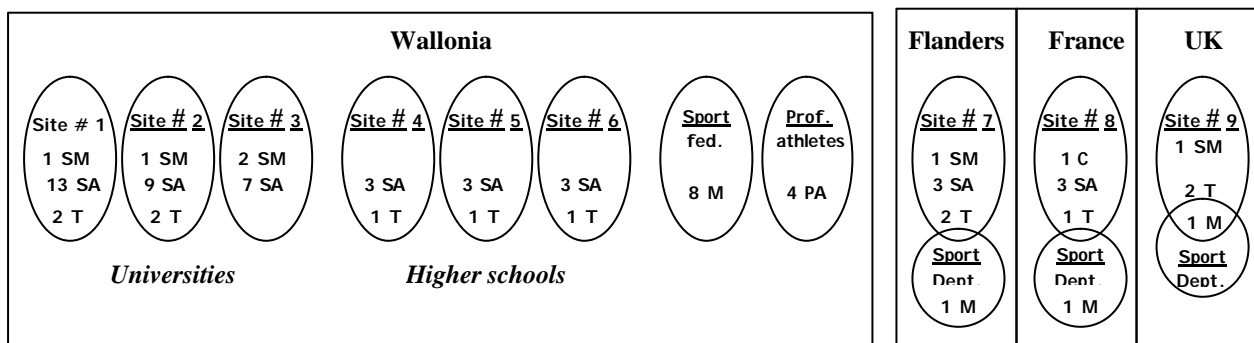 Wallonia
Flanders France UK
Site # 1 Site # 2 Site # 3 Site # 4 Site # 5 Site # 6 Sport Prof. Site # 7 Site # 8 Site # 9
fed. athletes
1 SM 1 SM 2 SM 1 SM 1 C 1 SM
13 SA 9 SA 7 SA 3 SA 3 SA 3 SA 8 M 4 PA 3 SA 3 SA 2 T
2 T 2 T 1 T 1 T 1 T 2 T 1 T 1 M
Universities Higher schools
Sport Sport Sport
Dept. Dept. Dept.
1 M 1 M